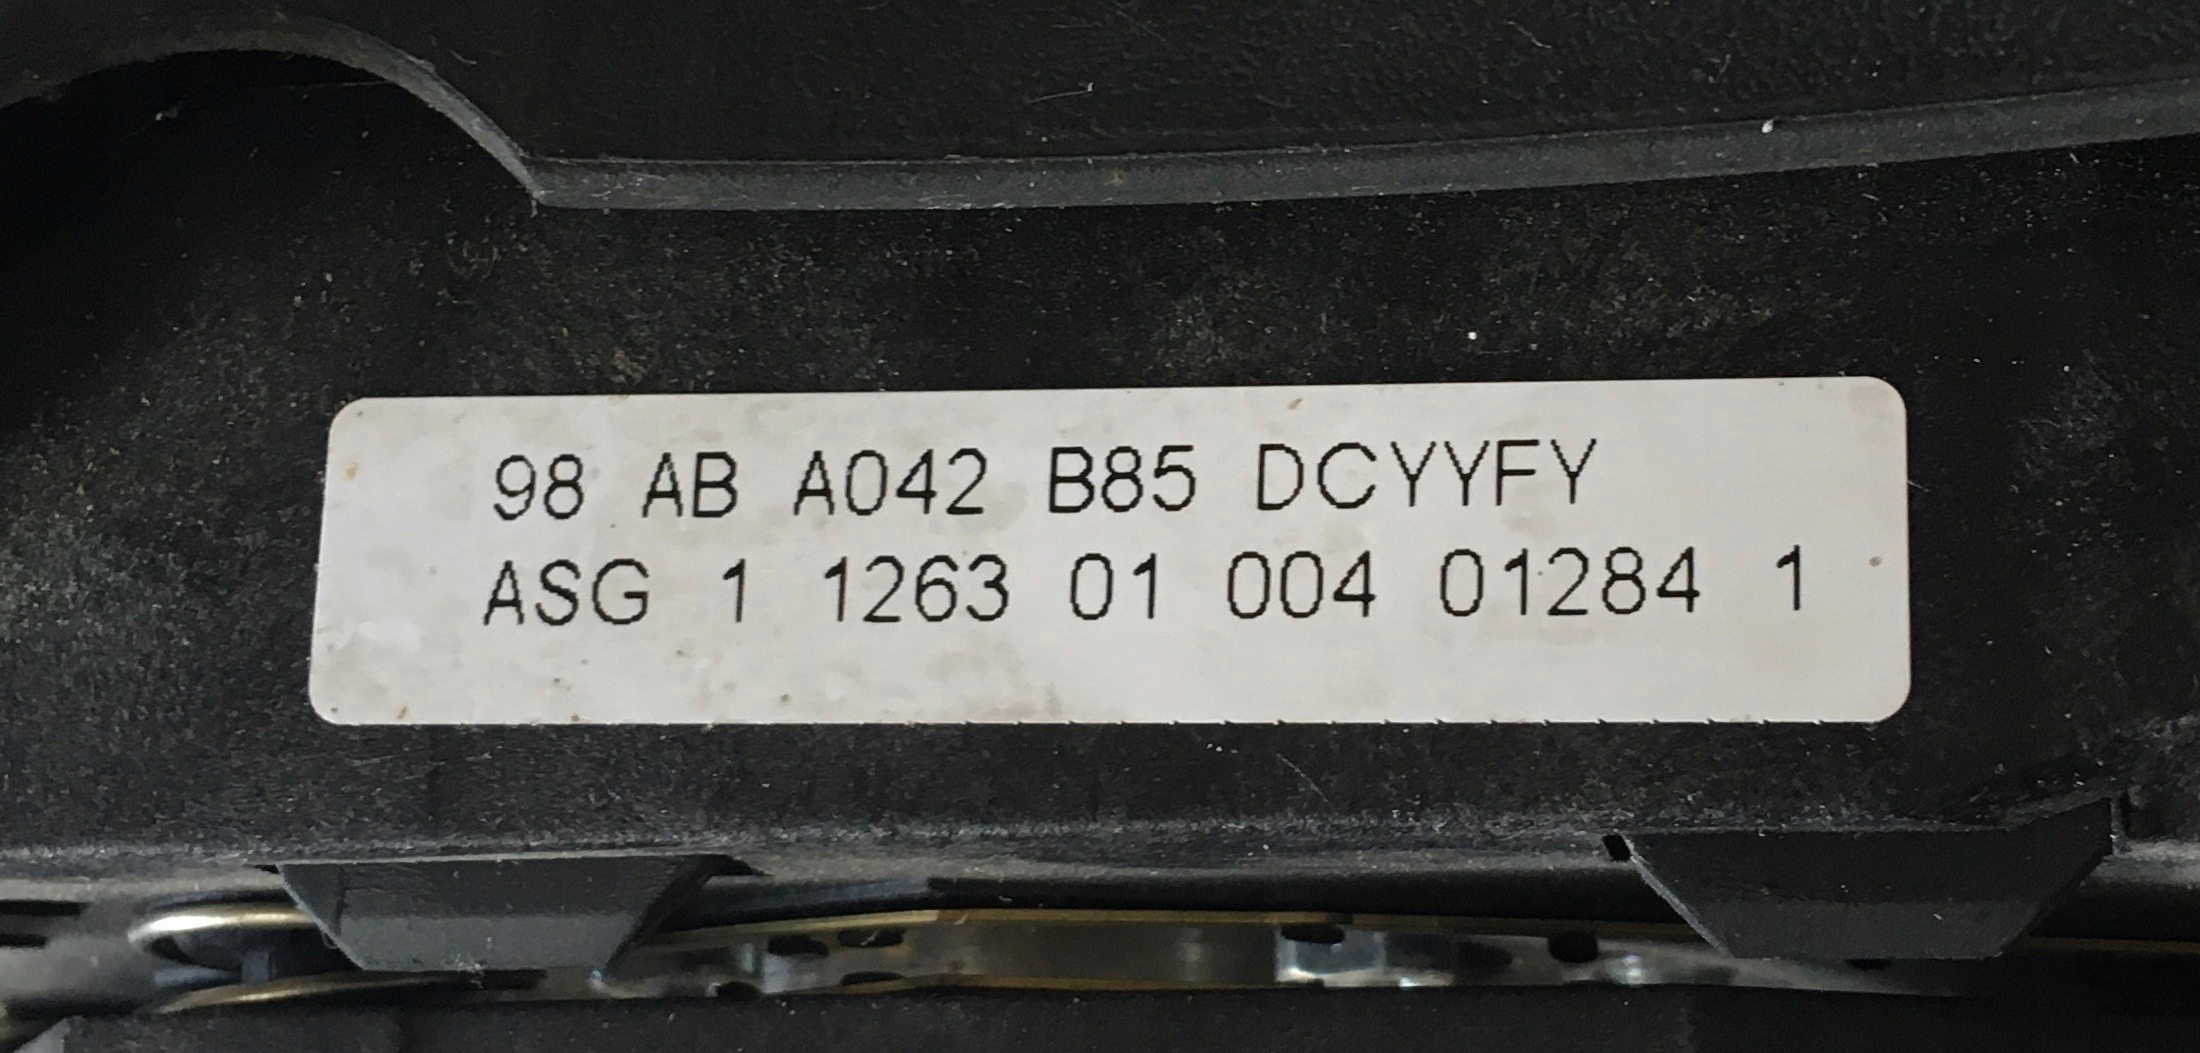 98 AB A042 B85 DCYYFY
ASG 1 1263 01 004 01284 1